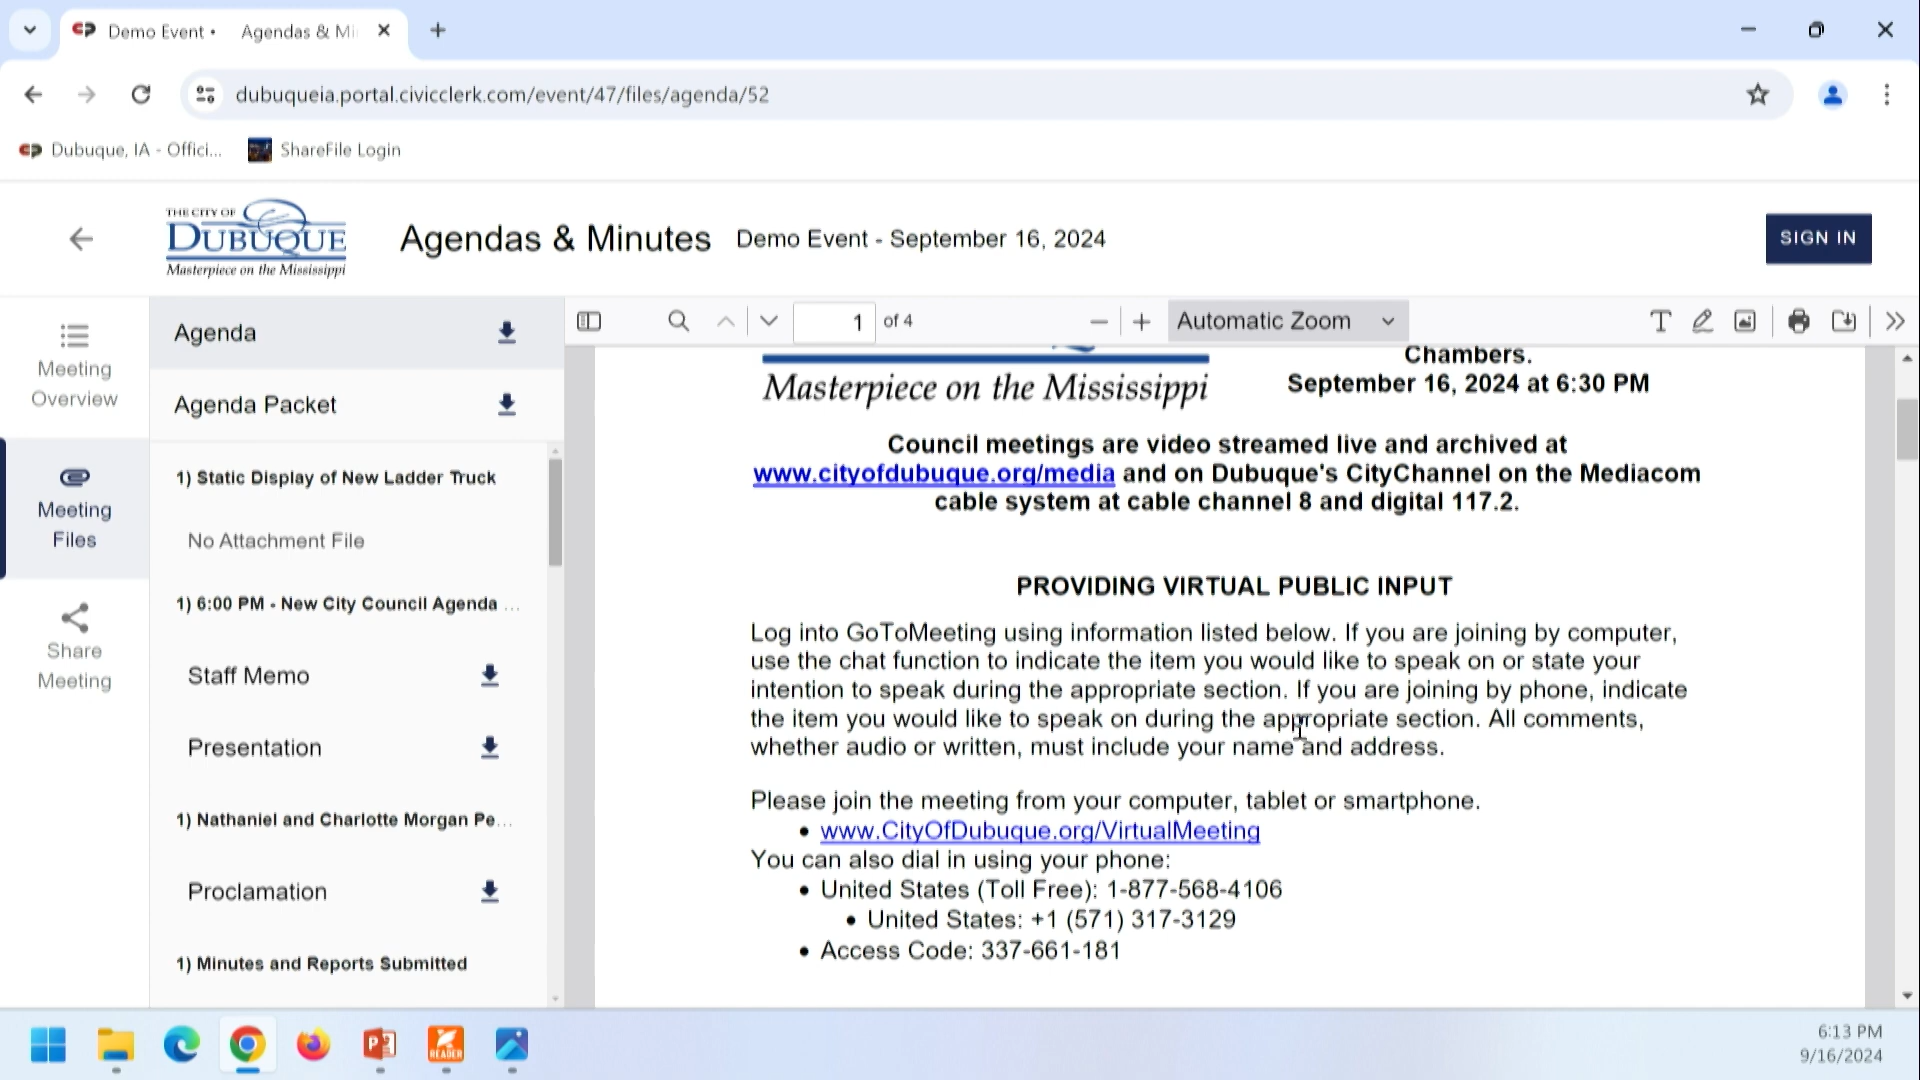 Demo Event • Agendas & Mi
dubuqueia.portal.civicclerk.com/event/47/files/agenda/52
Dubuque, IA - Offici...
ShareFile Login
THE CITY OF
DUBUQUE
Masterpiece on the Mississippi
Agendas & Minutes
Demo Event - September 16, 2024
SIGN IN
Meeting
Overview
Meeting
Files
Share
Meeting
Agenda
Agenda Packet
1) Static Display of New Ladder Truck
No Attachment File
1) 6:00 PM - New City Council Agenda ...
Staff Memo
Presentation
1) Nathaniel and Charlotte Morgan Pe...
Proclamation
1) Minutes and Reports Submitted
1 of 4
Automatic Zoom
Masterpiece on the Mississippi
Chambers.
September 16, 2024 at 6:30 PM
Council meetings are video streamed live and archived at
www.cityofdubuque.org/media and on Dubuque's CityChannel on the Mediacom
cable system at cable channel 8 and digital 117.2.
PROVIDING VIRTUAL PUBLIC INPUT
Log into GoToMeeting using information listed below. If you are joining by computer,
use the chat function to indicate the item you would like to speak on or state your
intention to speak during the appropriate section. If you are joining by phone, indicate
the item you would like to speak on during the appropriate section. All comments,
whether audio or written, must include your name and address.
Please join the meeting from your computer, tablet or smartphone.
• www.CityOfDubuque.org/VirtualMeeting
You can also dial in using your phone:
• United States (Toll Free): 1-877-568-4106
• United States: +1 (571) 317-3129
• Access Code: 337-661-181
READER
6:13 PM
9/16/2024